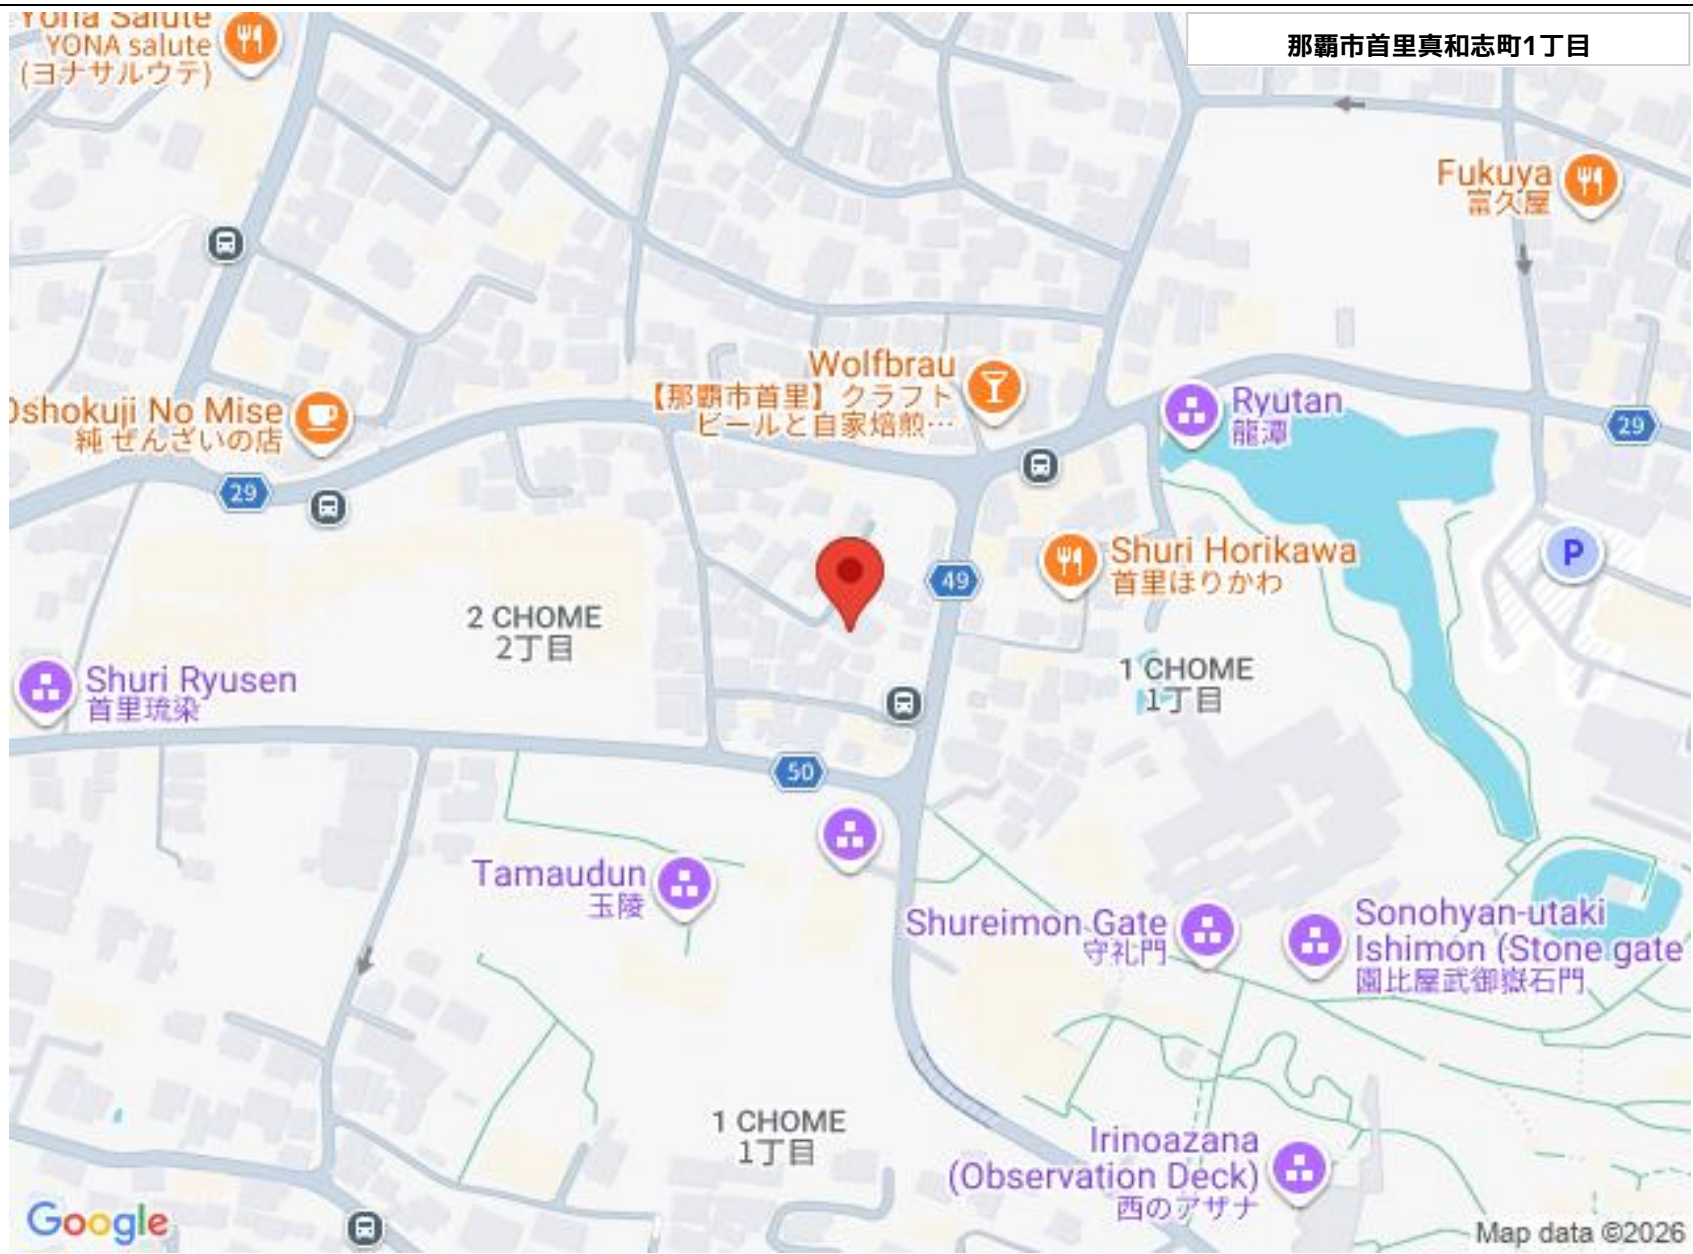 那覇市首里真和志町1丁目
Yona Salute
YONA salute
(ヨナサルウテ)
Fukuya
富久屋
Wolfbrau
【那覇市首里】クラフト
ビールと自家焙煎…
Ryutan
龍潭
29
Oshokuji No Mise
純 ぜんざいの店
29
49
Shuri Horikawa
首里ほりかわ
P
2 CHOME
2丁目
1 CHOME
1丁目
Shuri Ryusen
首里琉染
50
Tamaudun
玉陵
Shureimon Gate
守礼門
Sonohyan-utaki
Ishimon (Stone gate
園比屋武御嶽石門
1 CHOME
1丁目
Irinoazana
(Observation Deck)
西のアザナ
Google
Map data ©2026